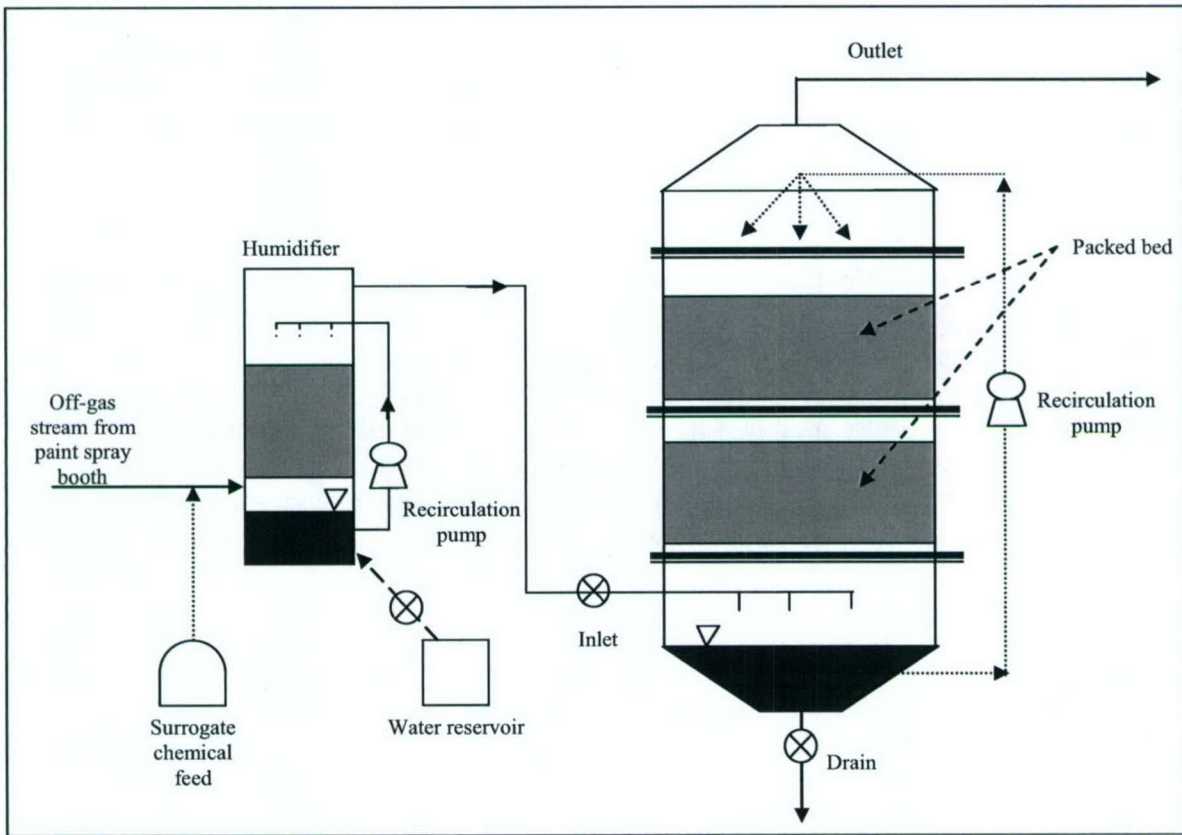 Outlet
Humidifier
Packed bed
Off-gas
stream from
paint spray
booth
Recirculation
pump
Recirculation
pump
Inlet
Surrogate
chemical
feed
Water reservoir
Drain